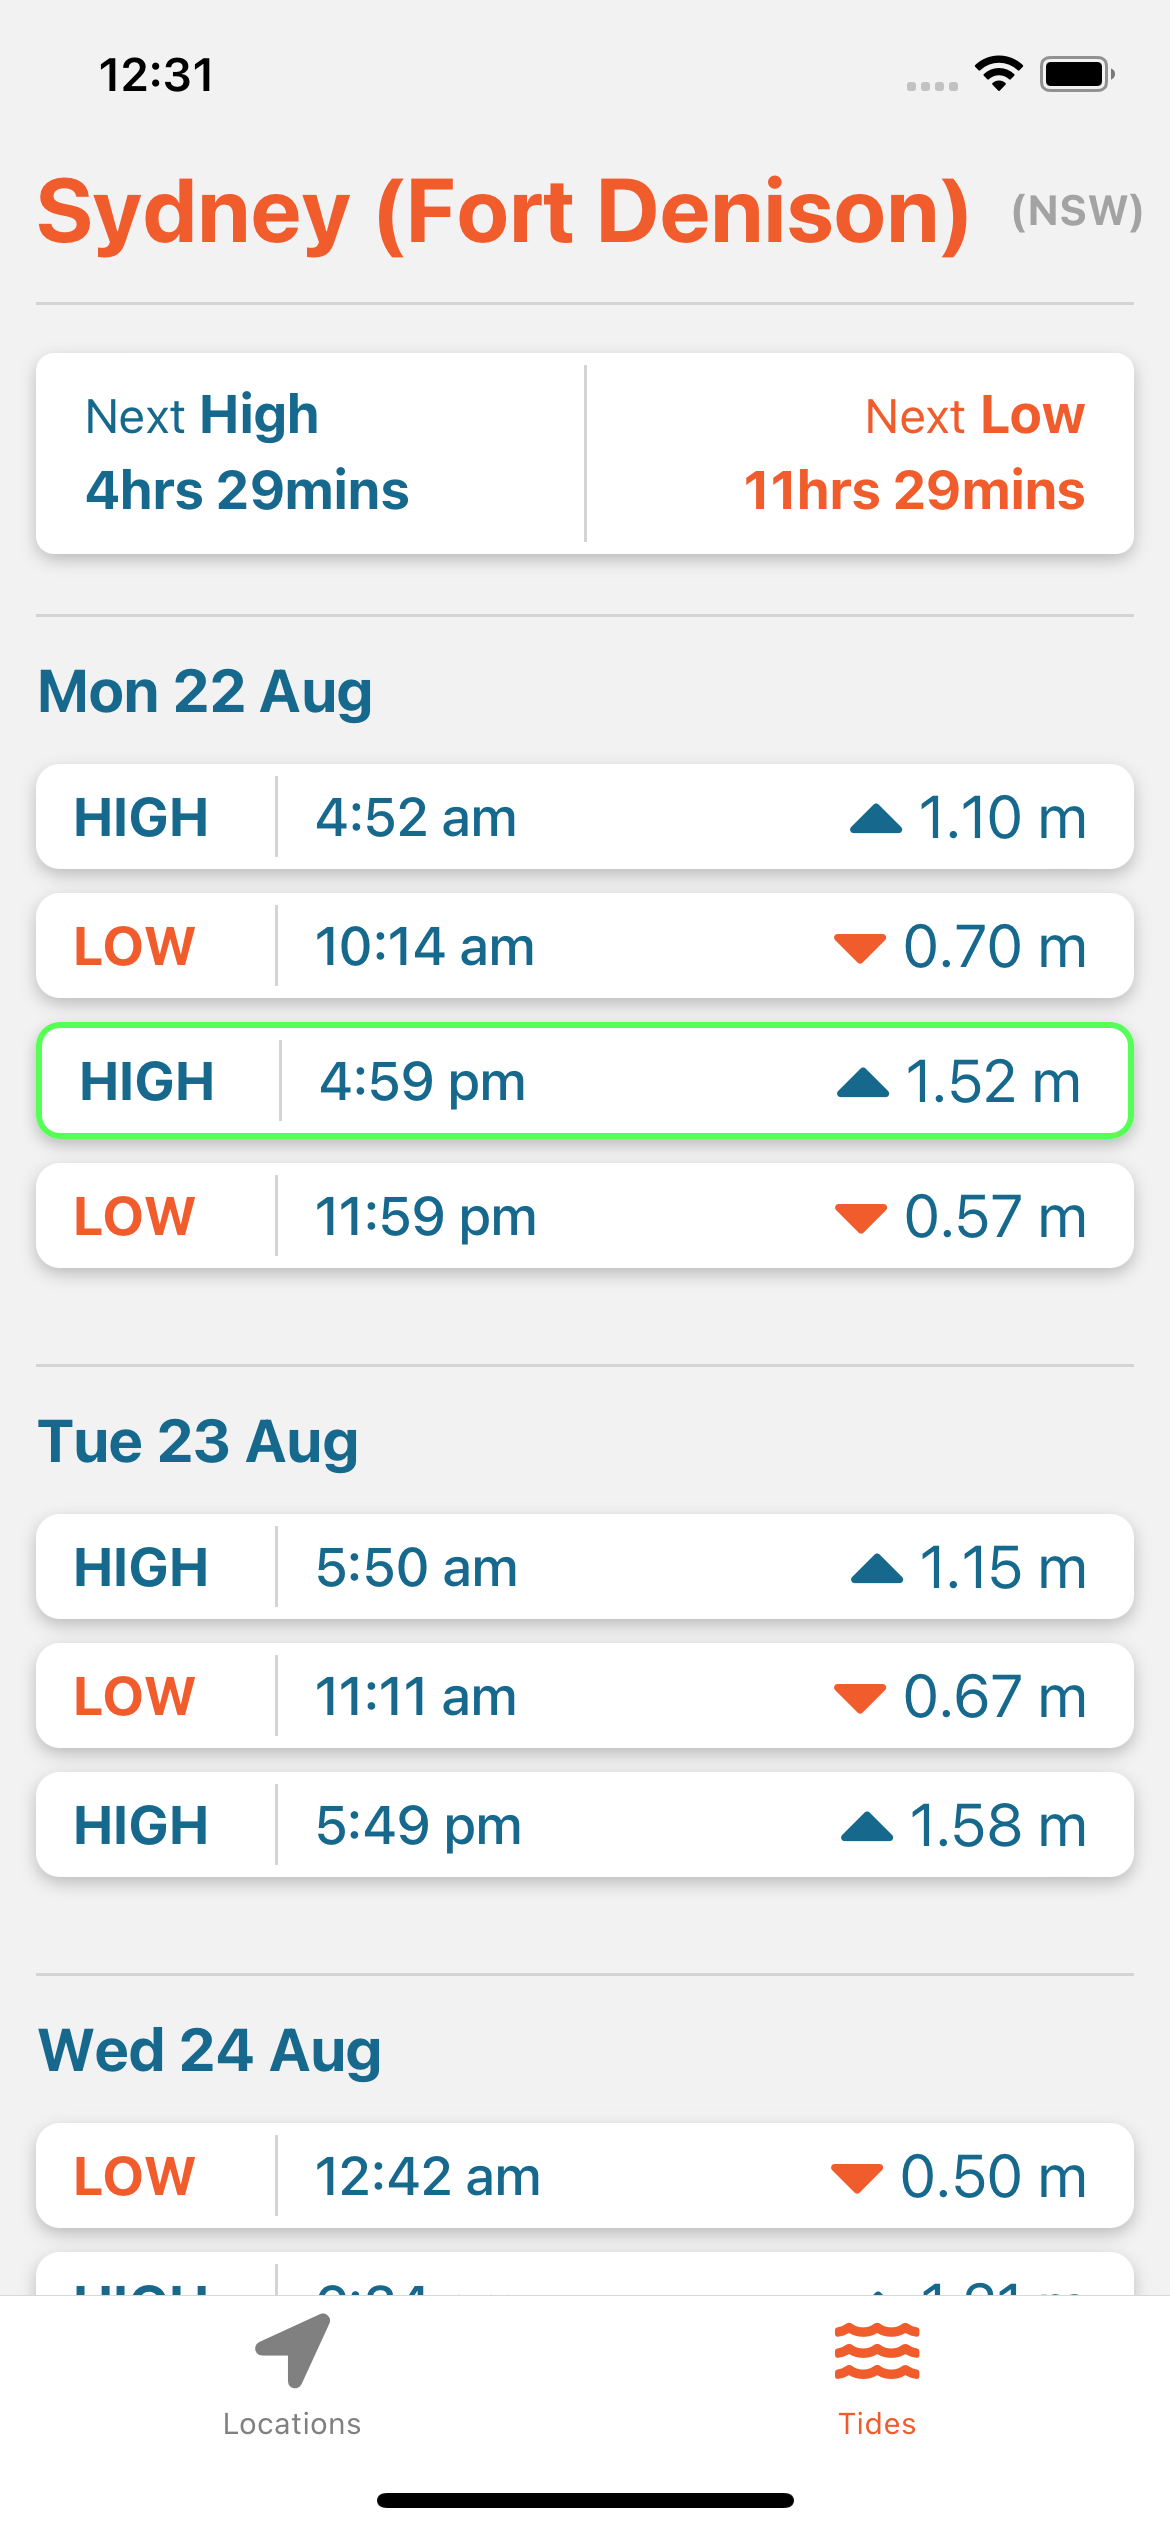 12:31
Sydney (Fort Denison) (NSW)
Next High
4hrs 29mins
Next Low
11hrs 29mins
Mon 22 Aug
HIGH 4:52 am 1.10 m
LOW 10:14 am 0.70 m
HIGH 4:59 pm 1.52 m
LOW 11:59 pm 0.57 m
Tue 23 Aug
HIGH 5:50 am 1.15 m
LOW 11:11 am 0.67 m
HIGH 5:49 pm 1.58 m
Wed 24 Aug
LOW 12:42 am 0.50 m
HIGH
Locations
Tides